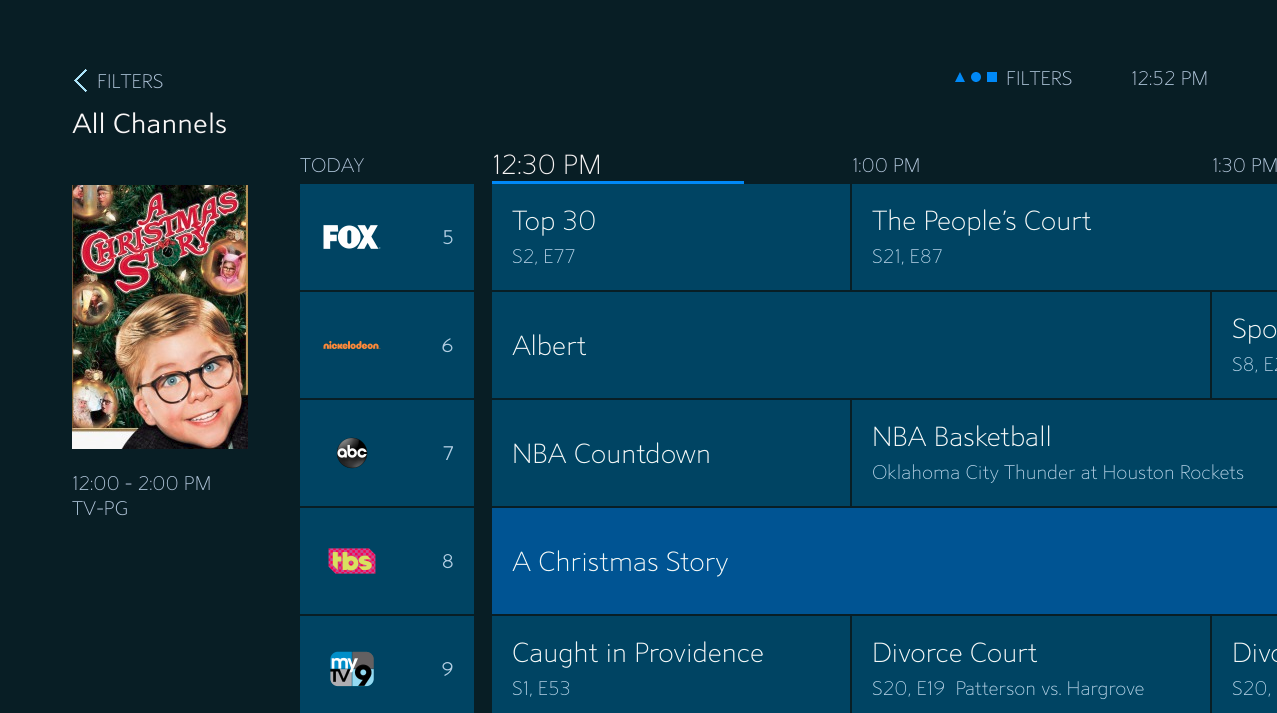 FILTERS
FILTERS
12:52 PM
All Channels
TODAY
12:30 PM
1:00 PM
1:30 PM
A
CHRISTMAS
STORY
12:00 - 2:00 PM
TV-PG
FOX
5
Top 30
S2, E77
The People's Court
S21, E87
nickelodeon
6
Albert
Spo
S8, E2
abc
7
NBA Countdown
NBA Basketball
Oklahoma City Thunder at Houston Rockets
tbs
8
A Christmas Story
my
TV9
9
Caught in Providence
S1, E53
Divorce Court
S20, E19 Patterson vs. Hargrove
Divo
S20,